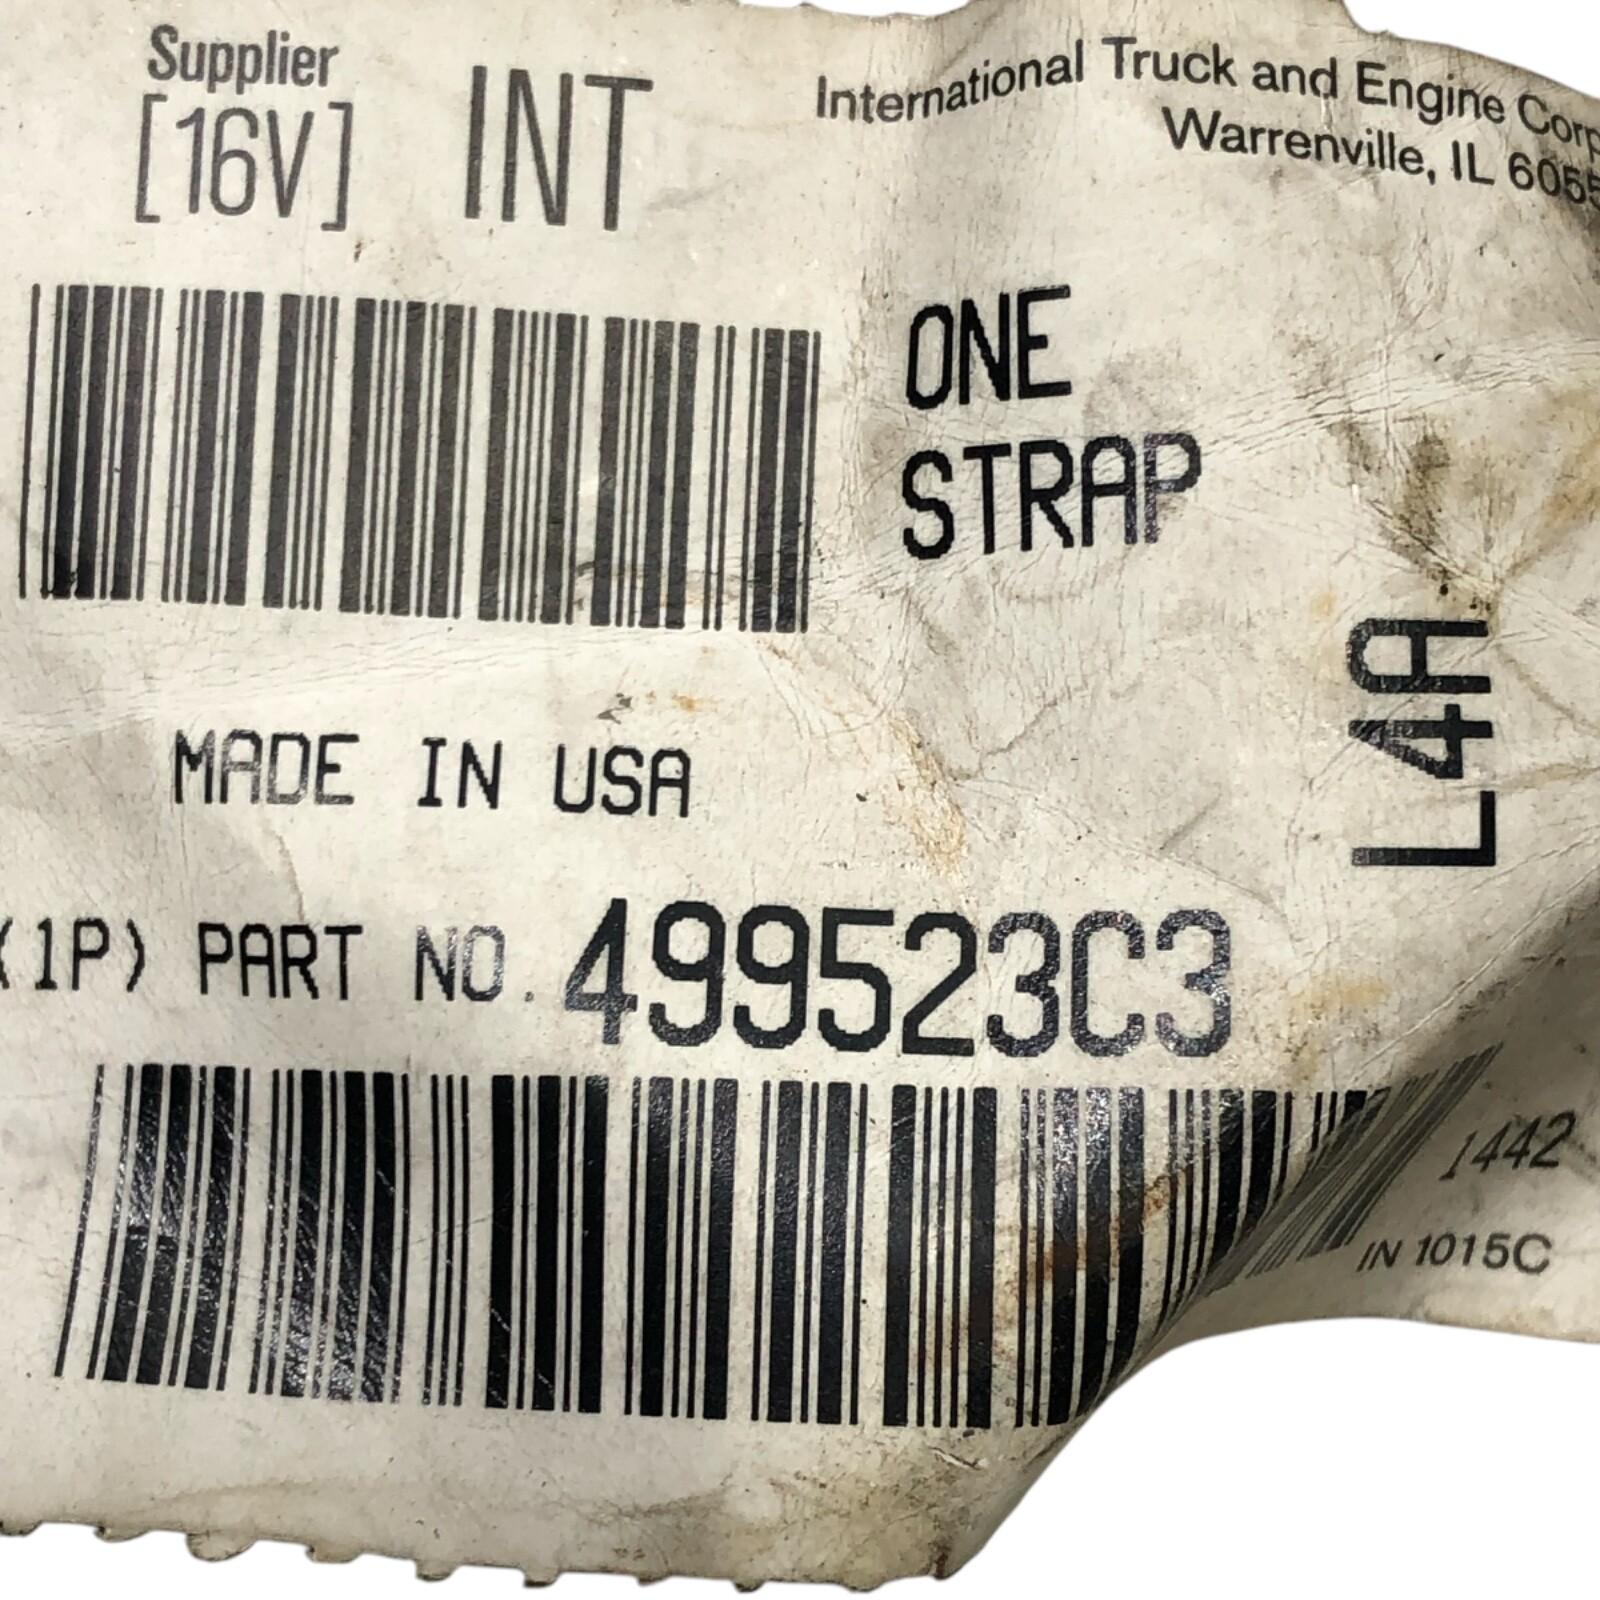 Supplier
[16V] INT
International Truck and Engine Corp
Warrenville, IL 6055
ONE
STRAP
L4A
MADE IN USA
(1P) PART NO. 499523C3
1442
IN 1015C